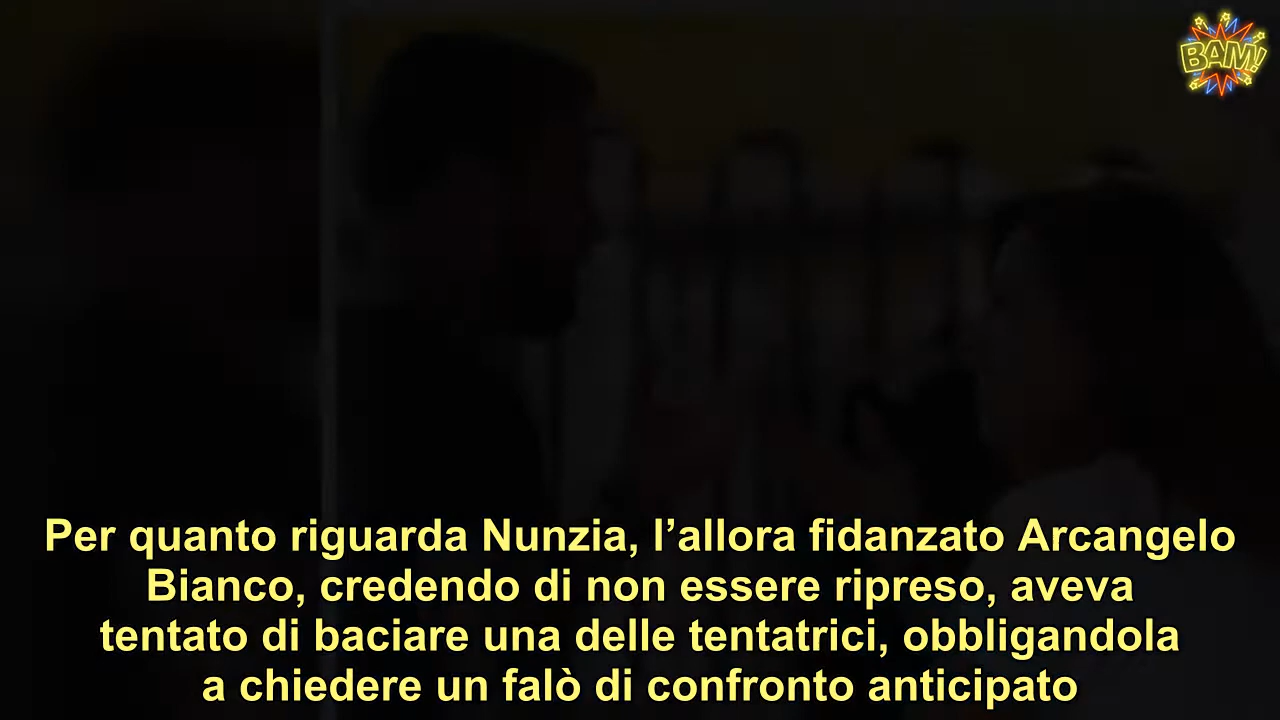 BAM!
Per quanto riguarda Nunzia, l’allora fidanzato Arcangelo
Bianco, credendo di non essere ripreso, aveva
tentato di baciare una delle tentatrici, obbligandola
a chiedere un falò di confronto anticipato